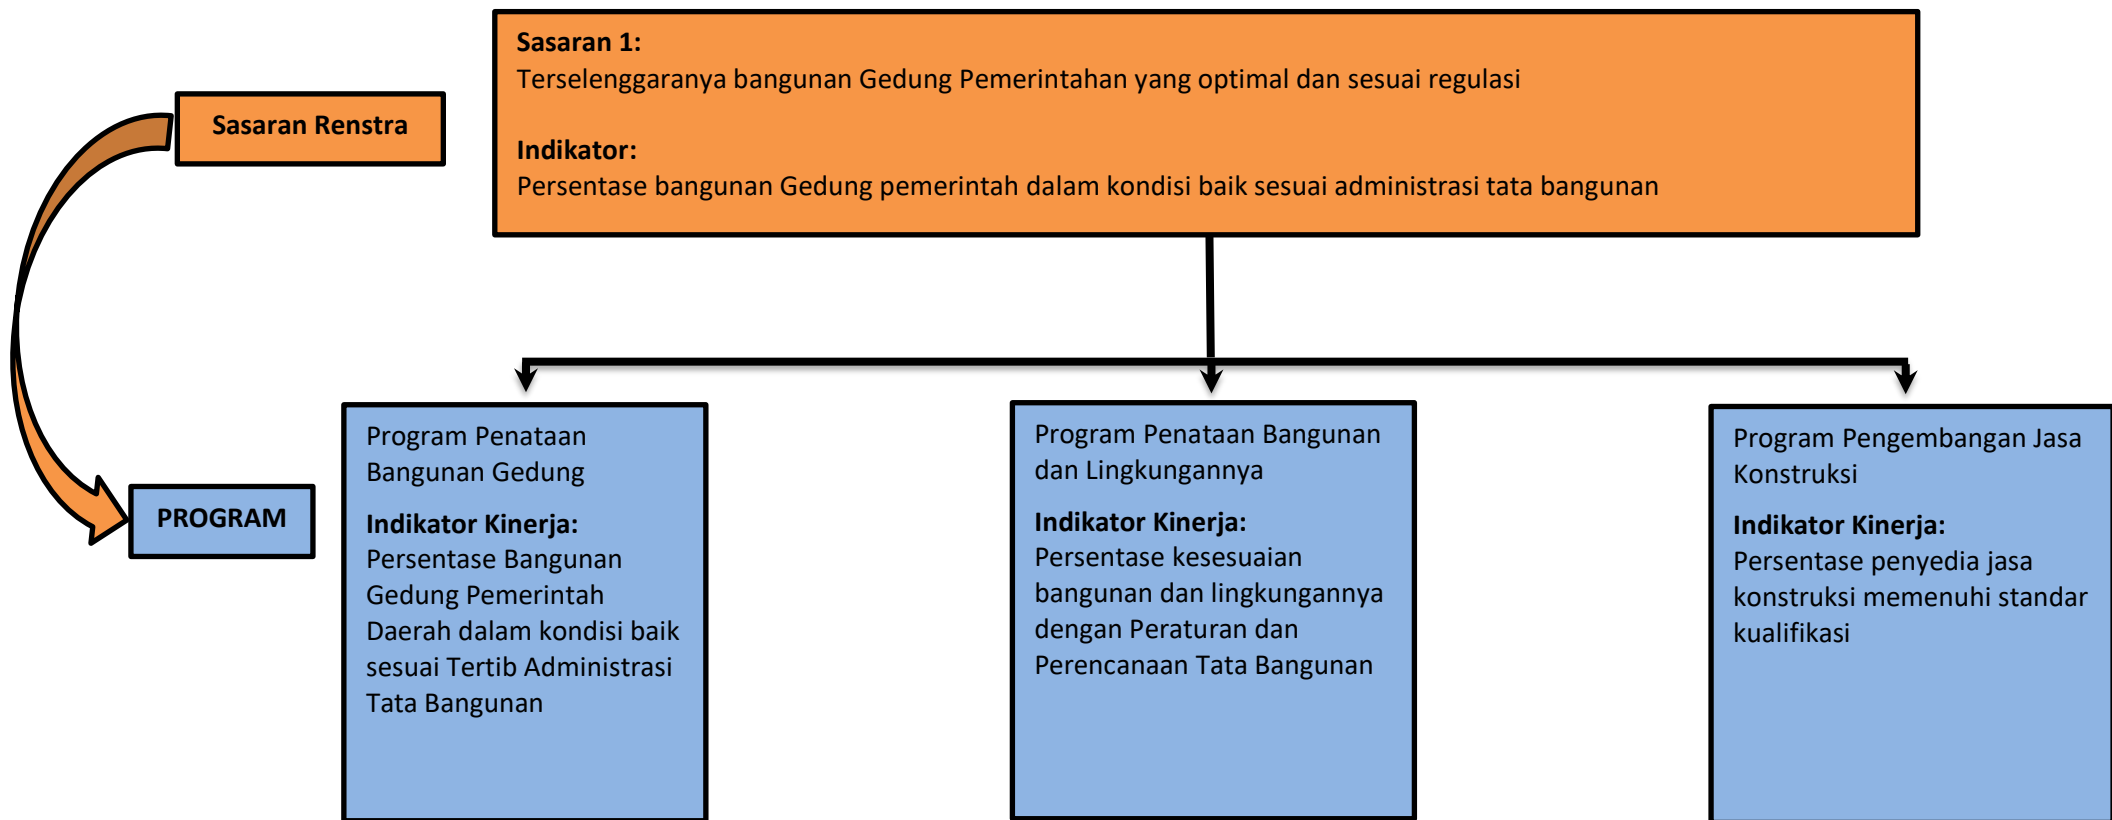 Sasaran 1:
Terselenggaranya bangunan Gedung Pemerintahan yang optimal dan sesuai regulasi
Indikator:
Persentase bangunan Gedung pemerintah dalam kondisi baik sesuai administrasi tata bangunan
Sasaran Renstra
PROGRAM
Program Penataan
Bangunan Gedung
Indikator Kinerja:
Persentase Bangunan
Gedung Pemerintah
Daerah dalam kondisi baik
sesuai Tertib Administrasi
Tata Bangunan
Program Penataan Bangunan
dan Lingkungannya
Indikator Kinerja:
Persentase kesesuaian
bangunan dan lingkungannya
dengan Peraturan dan
Perencanaan Tata Bangunan
Program Pengembangan Jasa
Konstruksi
Indikator Kinerja:
Persentase penyedia jasa
konstruksi memenuhi standar
kualifikasi